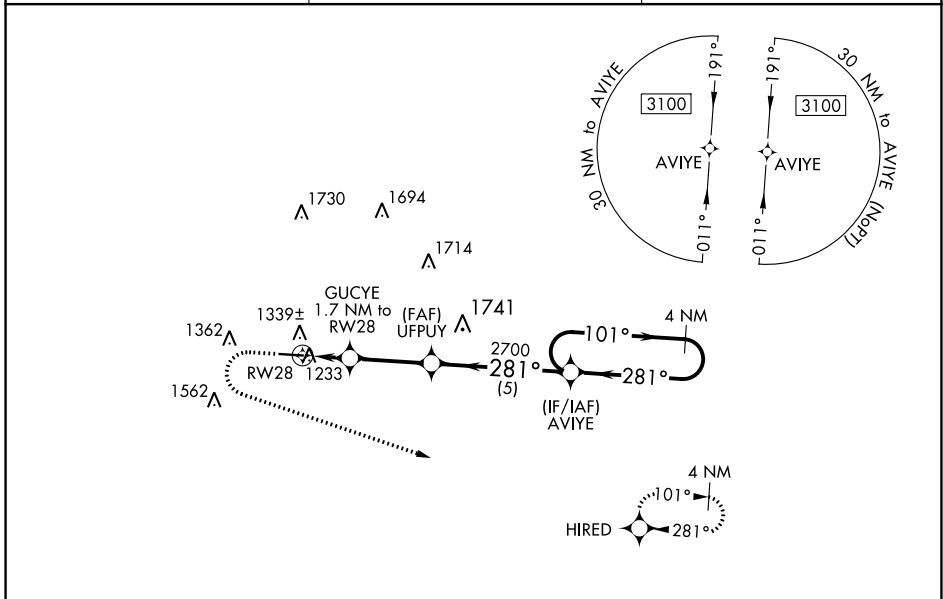 30 NM to AVIYE
191°
3100
AVIYE
011°
30 NM to AVIYE (NoPT)
191°
3100
AVIYE
011°
1730
1694
1714
1741
GUCYE
1.7 NM to
RW28
(FAF)
UFPUY
1339±
1362
RW28
1233
1562
2700
281°
(5)
101°
4 NM
281°
(IF/IAF)
AVIYE
4 NM
101°
HIRED
281°